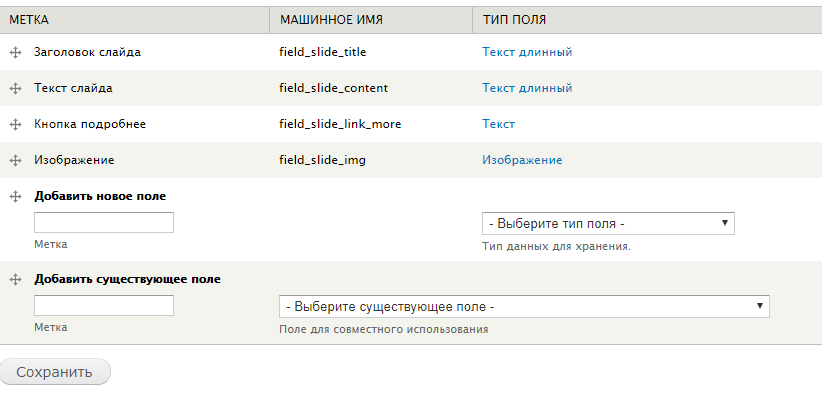 МЕТКА МАШИННОЕ ИМЯ ТИП ПОЛЯ
Заголовок слайда field_slide_title Текст длинный
Текст слайда field_slide_content Текст длинный
Кнопка подробнее field_slide_link_more Текст
Изображение field_slide_img Изображение
Добавить новое поле
- Выберите тип поля -
Метка Тип данных для хранения.
Добавить существующее поле
- Выберите существующее поле -
Метка Поле для совместного использования
Сохранить